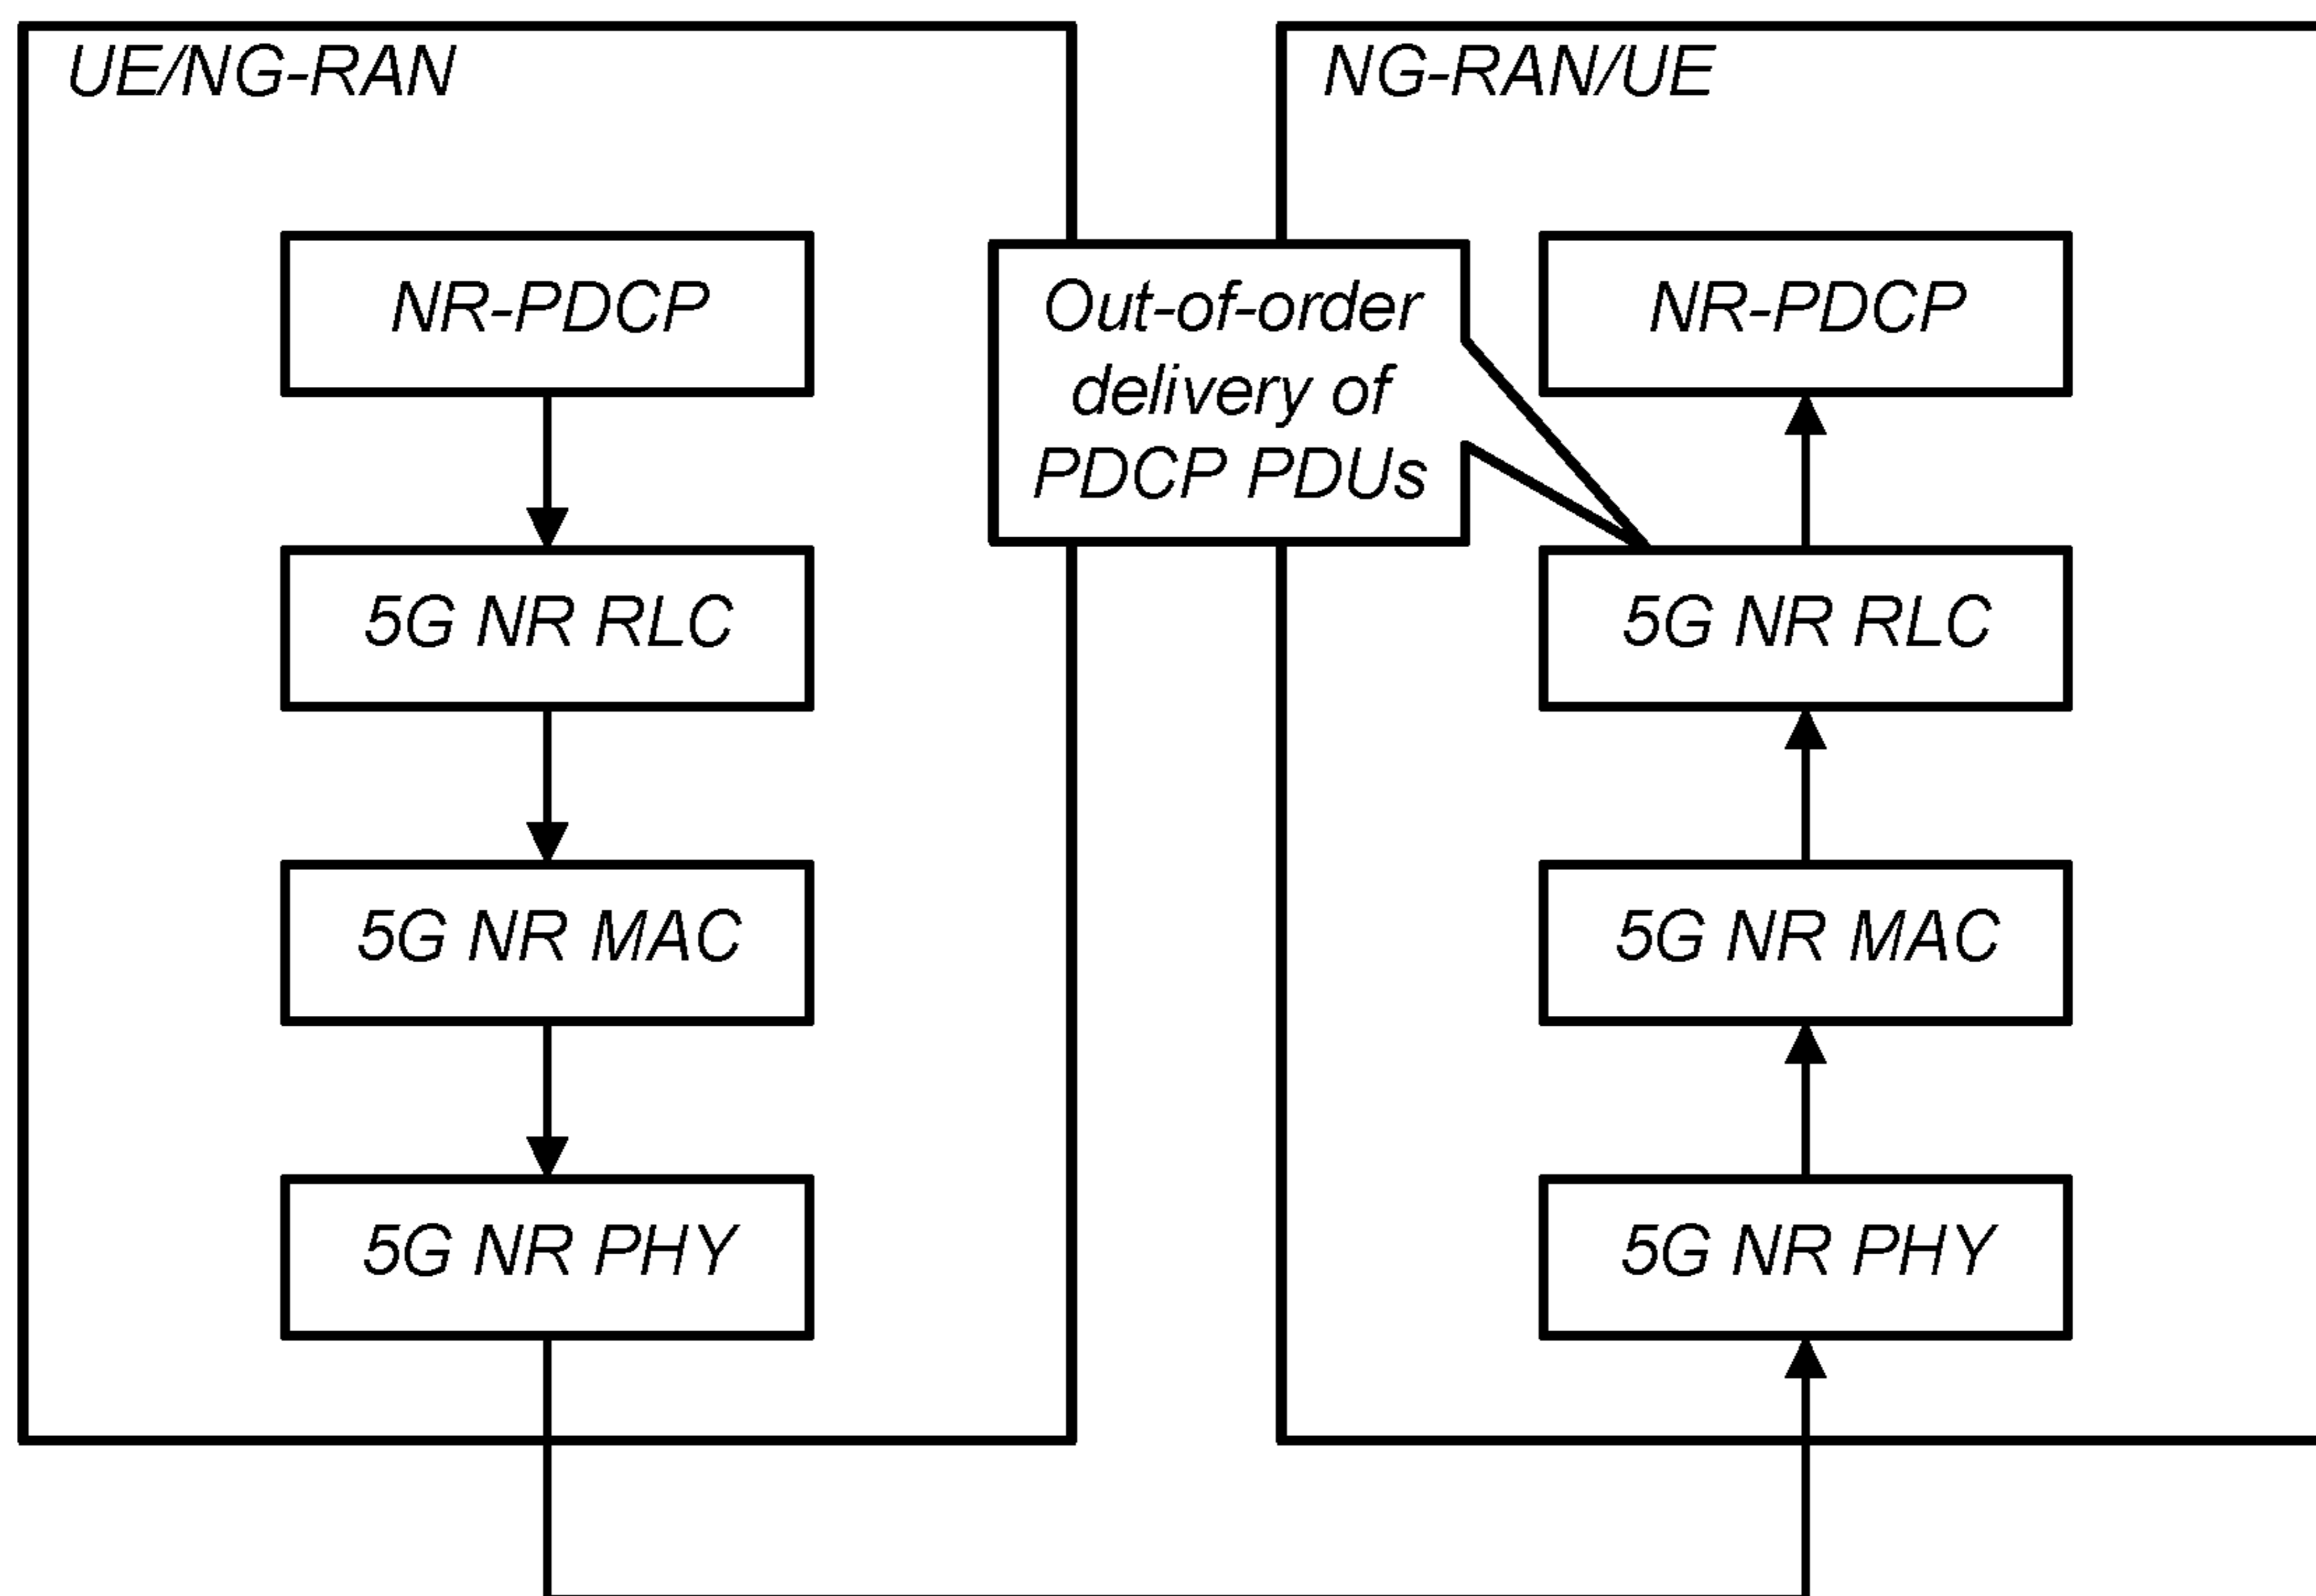 UE/NG-RAN
NR-PDCP
5G NR RLC
5G NR MAC
5G NR PHY
Out-of-order
delivery of
PDCP PDUs
NG-RAN/UE
NR-PDCP
5G NR RLC
5G NR MAC
5G NR PHY